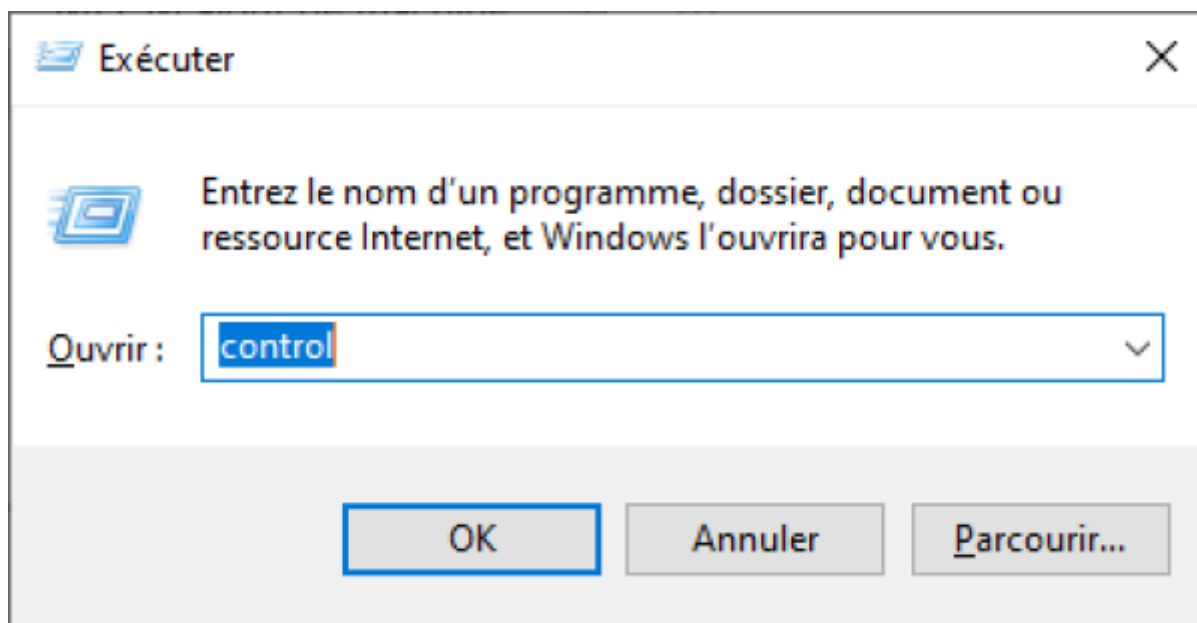 Exécuter
Entrez le nom d'un programme, dossier, document ou
ressource Internet, et Windows l'ouvrira pour vous.
Ouvrir : control
OK Annuler Parcourir...